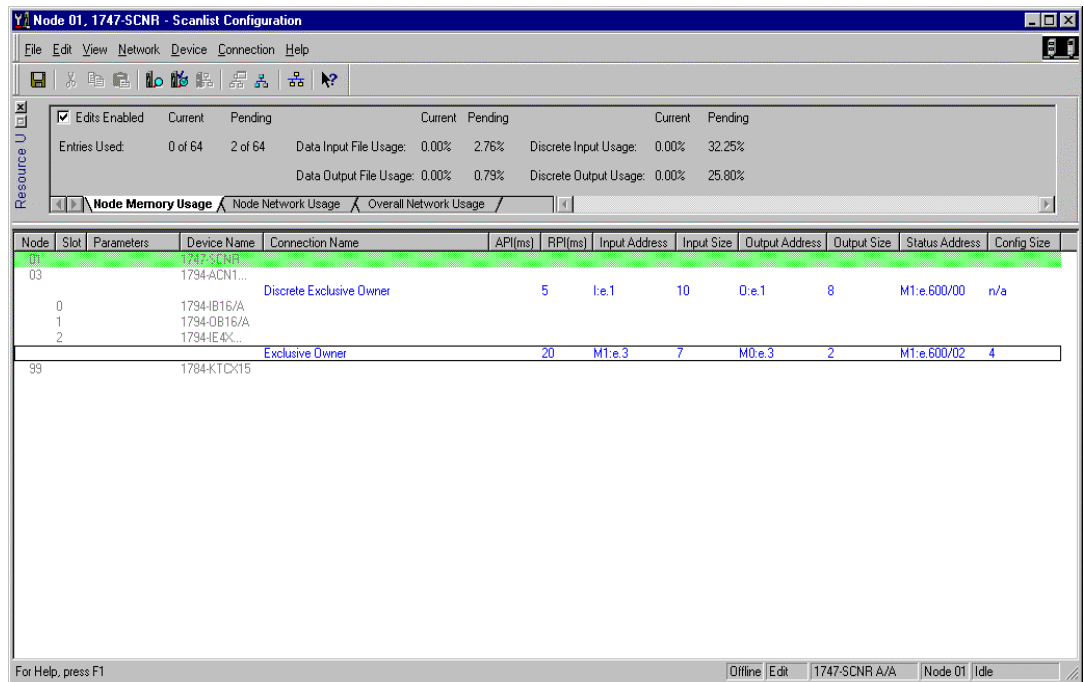 Node 01, 1747-SCNR - Scanlist Configuration
File Edit View Network Device Connection Help
Resource U
Edits Enabled Current Pending Current Pending Current Pending
Entries Used: 0 of 64 2 of 64 Data Input File Usage: 0.00% 2.76% Discrete Input Usage: 0.00% 32.25%
Data Output File Usage: 0.00% 0.79% Discrete Output Usage: 0.00% 25.80%
Node Memory Usage Node Network Usage Overall Network Usage
Node Slot Parameters Device Name Connection Name API(ms) RPI(ms) Input Address Input Size Output Address Output Size Status Address Config Size
01 1747-SCNR
03 1794-ACN1...
Discrete Exclusive Owner 5 I:e.1 10 O:e.1 8 M1:e.600/00 n/a
0 1794-IB16/A
1 1794-OB16/A
2 1794-IE4X...
Exclusive Owner 20 M1:e.3 7 M0:e.3 2 M1:e.600/02 4
99 1784-KTCX15
For Help, press F1 Offline Edit 1747-SCNR A/A Node 01 Idle